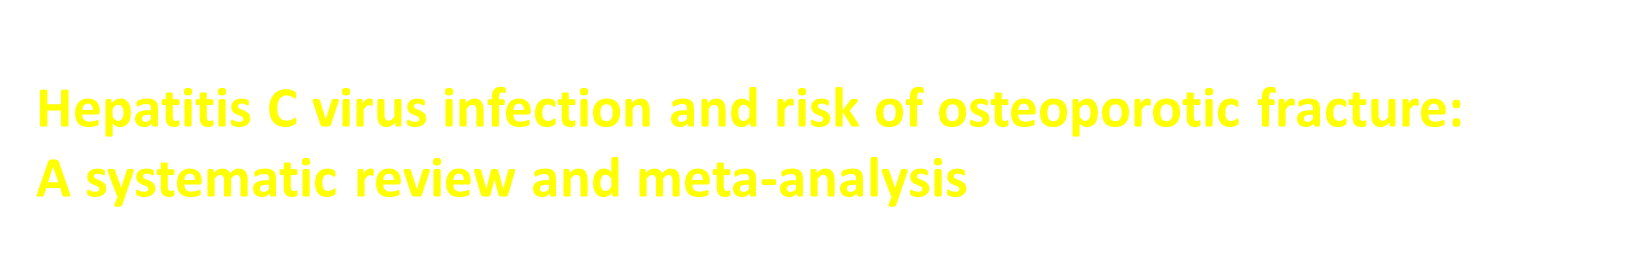 Hepatitis C virus infection and risk of osteoporotic fracture:
A systematic review and meta-analysis